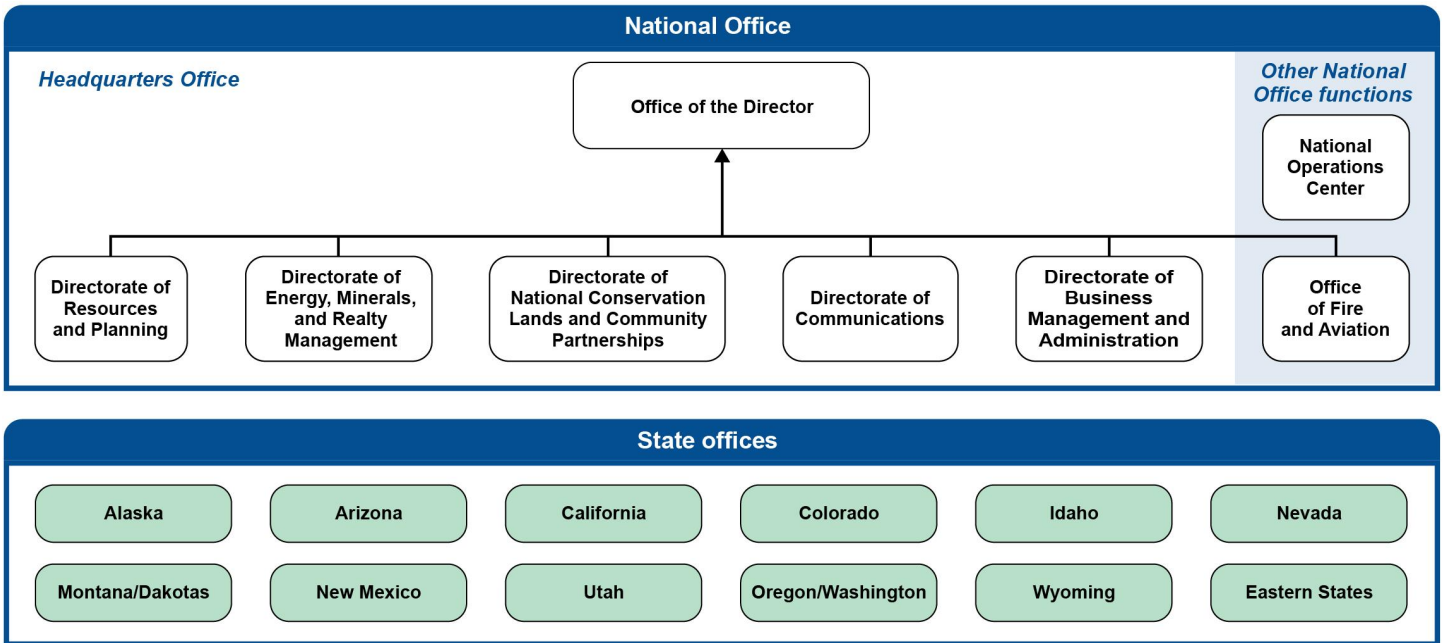 National Office
Headquarters Office
Office of the Director
Other National
Office functions
National
Operations
Center
Directorate of
Resources
and Planning
Directorate of
Energy, Minerals,
and Realty
Management
Directorate of
National Conservation
Lands and Community
Partnerships
Directorate of
Communications
Directorate of
Business
Management and
Administration
Office
of Fire
and Aviation
State offices
Alaska
Arizona
California
Colorado
Idaho
Nevada
Montana/Dakotas
New Mexico
Utah
Oregon/Washington
Wyoming
Eastern States